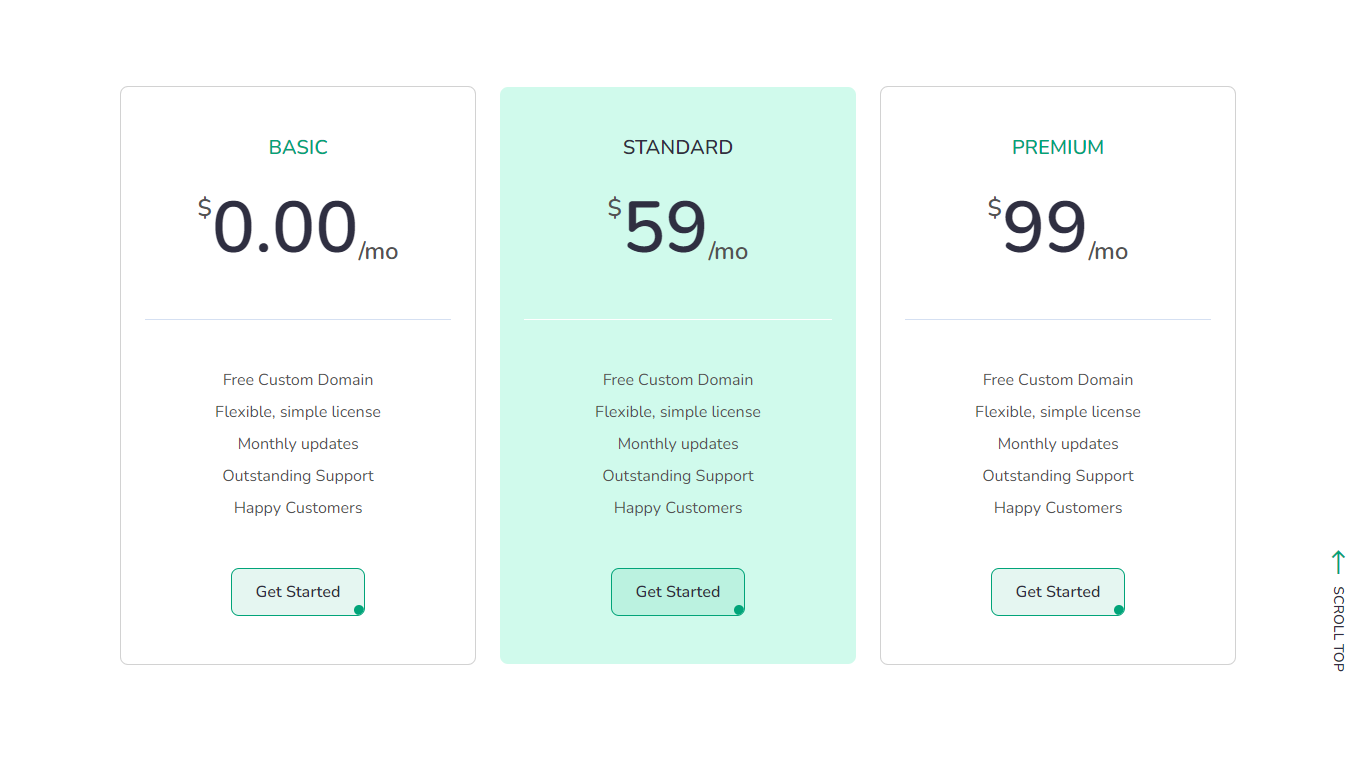 BASIC
$0.00/mo
Free Custom Domain
Flexible, simple license
Monthly updates
Outstanding Support
Happy Customers
Get Started
STANDARD
$59/mo
Free Custom Domain
Flexible, simple license
Monthly updates
Outstanding Support
Happy Customers
Get Started
PREMIUM
$99/mo
Free Custom Domain
Flexible, simple license
Monthly updates
Outstanding Support
Happy Customers
Get Started
SCROLL TOP